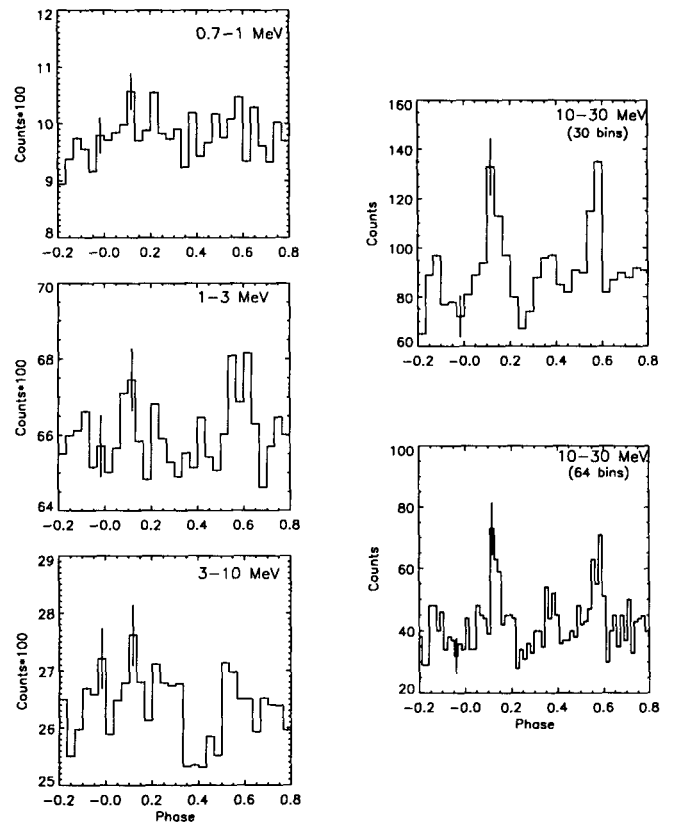 12
11
10
9
8
Counts*100
0.7-1 MeV
-0.2 -0.0 0.2 0.4 0.6 0.8
70
68
66
64
Counts*100
1-3 MeV
-0.2 -0.0 0.2 0.4 0.6 0.8
29
28
27
26
25
Counts*100
3-10 MeV
-0.2 -0.0 0.2 0.4 0.6 0.8
Phase
160
140
120
100
80
60
Counts
10-30 MeV
(30 bins)
-0.2 -0.0 0.2 0.4 0.6 0.8
100
80
60
40
20
Counts
10-30 MeV
(64 bins)
-0.2 -0.0 0.2 0.4 0.6 0.8
Phase